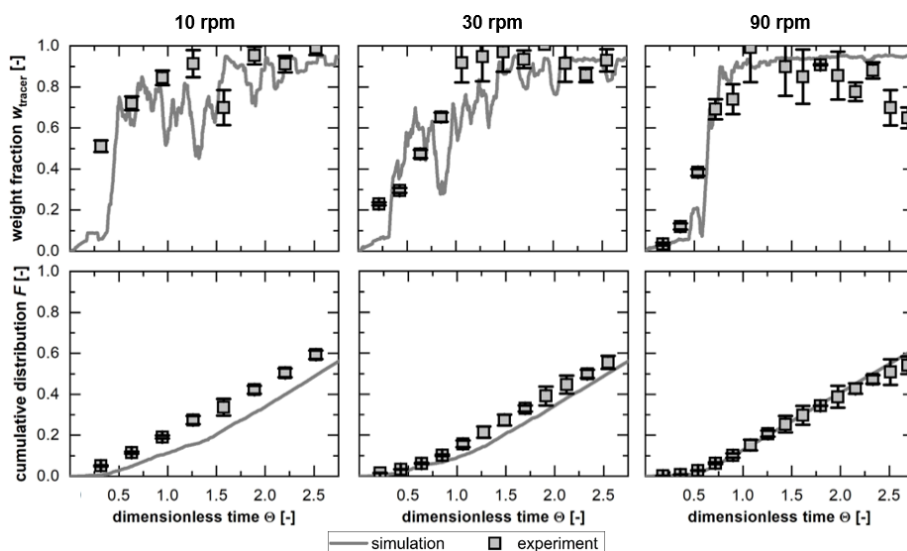 10 rpm 30 rpm 90 rpm
weight fraction w_tracer [-]
1.0
0.8
0.6
0.4
0.2
0.0
cumulative distribution F [-]
1.0
0.8
0.6
0.4
0.2
0.0
0.5 1.0 1.5 2.0 2.5 0.5 1.0 1.5 2.0 2.5 0.5 1.0 1.5 2.0 2.5
dimensionless time Θ [-] dimensionless time Θ [-] dimensionless time Θ [-]
simulation experiment